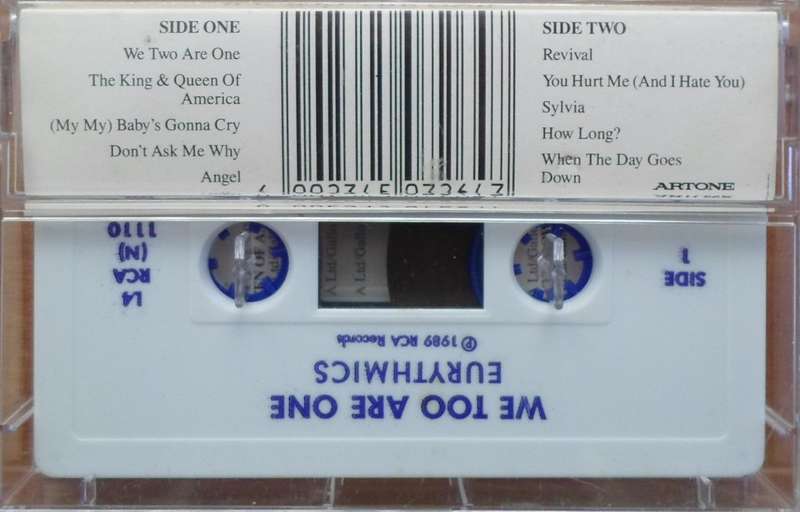 SIDE ONE
We Two Are One
The King & Queen Of
America
(My My) Baby's Gonna Cry
Don't Ask Me Why
Angel
SIDE TWO
Revival
You Hurt Me (And I Hate You)
Sylvia
How Long?
When The Day Goes
Down
ARTONE
L4
RCA
(N)
1110
SIDE
1
℗ 1989 RCA Records
EURYTHMICS
WE TOO ARE ONE